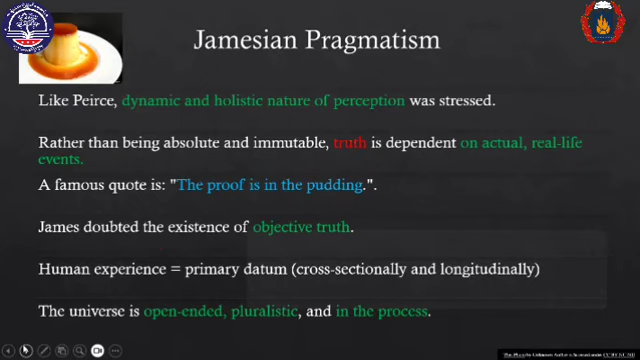 Jamesian Pragmatism
Like Peirce, dynamic and holistic nature of perception was stressed.
Rather than being absolute and immutable, truth is dependent on actual, real-life
events.
A famous quote is: "The proof is in the pudding.".
James doubted the existence of objective truth.
Human experience = primary datum (cross-sectionally and longitudinally)
The universe is open-ended, pluralistic, and in the process.